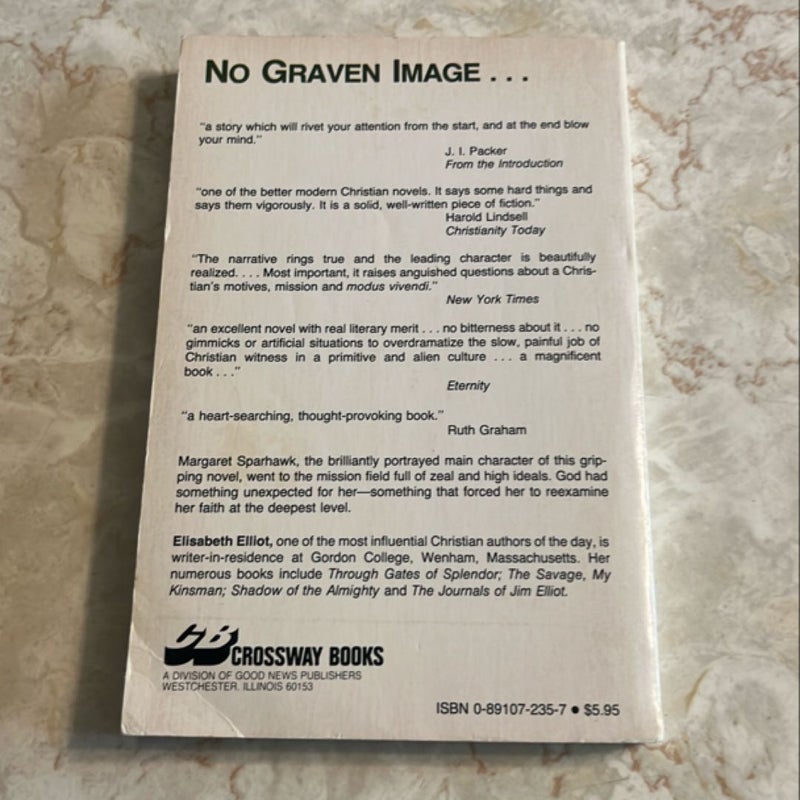 NO GRAVEN IMAGE . . .
"a story which will rivet your attention from the start, and at the end blow
your mind."
J. I. Packer
From the Introduction
"one of the better modern Christian novels. It says some hard things and
says them vigorously. It is a solid, well-written piece of fiction."
Harold Lindsell
Christianity Today
"The narrative rings true and the leading character is beautifully
realized. . . . Most important, it raises anguished questions about a Chris-
tian's motives, mission and modus vivendi."
New York Times
"an excellent novel with real literary merit . . . no bitterness about it . . . no
gimmicks or artificial situations to overdramatize the slow, painful job of
Christian witness in a primitive and alien culture . . . a magnificent
book . . ."
Eternity
"a heart-searching, thought-provoking book."
Ruth Graham
Margaret Sparhawk, the brilliantly portrayed main character of this grip-
ping novel, went to the mission field full of zeal and high ideals. God had
something unexpected for her—something that forced her to reexamine
her faith at the deepest level.
Elisabeth Elliot, one of the most influential Christian authors of the day, is
writer-in-residence at Gordon College, Wenham, Massachusetts. Her
numerous books include Through Gates of Splendor; The Savage, My
Kinsman; Shadow of the Almighty and The Journals of Jim Elliot.
CB CROSSWAY BOOKS
A DIVISION OF GOOD NEWS PUBLISHERS
WESTCHESTER, ILLINOIS 60153
ISBN 0-89107-235-7 ● $5.95